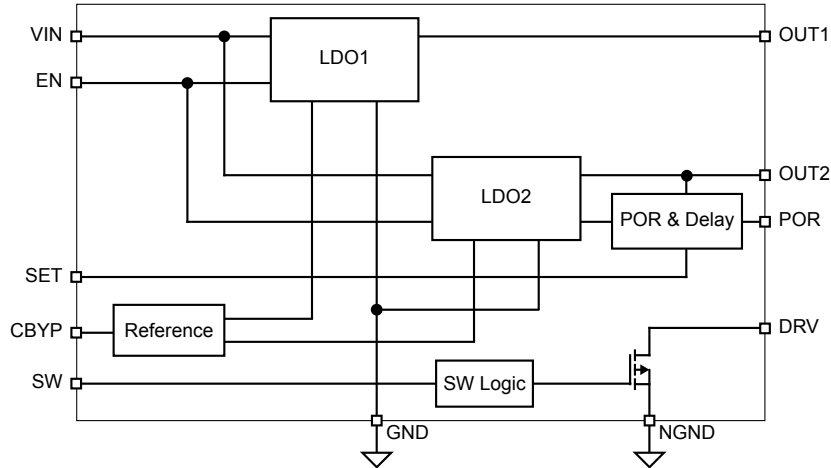 VIN
LDO1
OUT1
EN
LDO2
OUT2
POR & Delay
POR
SET
CBYP
Reference
DRV
SW
SW Logic
GND
NGND